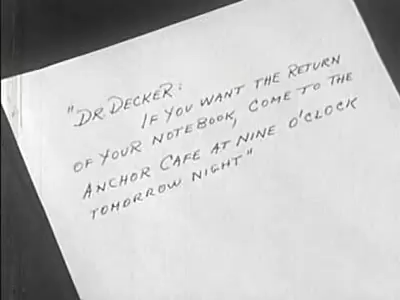 "DR. DECKER:
IF YOU WANT THE RETURN
OF YOUR NOTEBOOK, COME TO THE
ANCHOR CAFE AT NINE O'CLOCK
TOMORROW NIGHT"